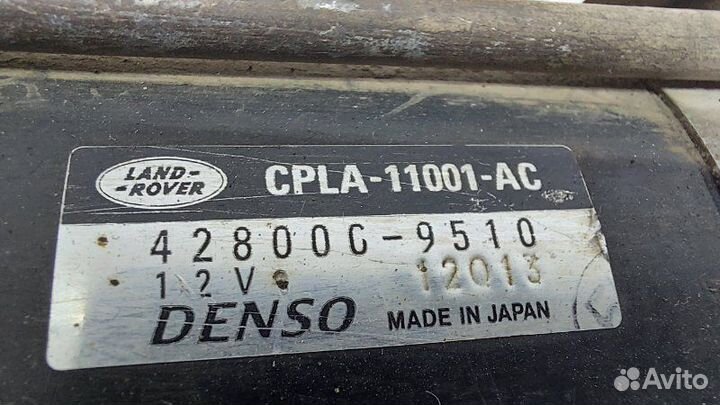 LAND-
-ROVER
CPLA-11001-AC
428000-9510
12V
12013
DENSO
MADE IN JAPAN
Avito